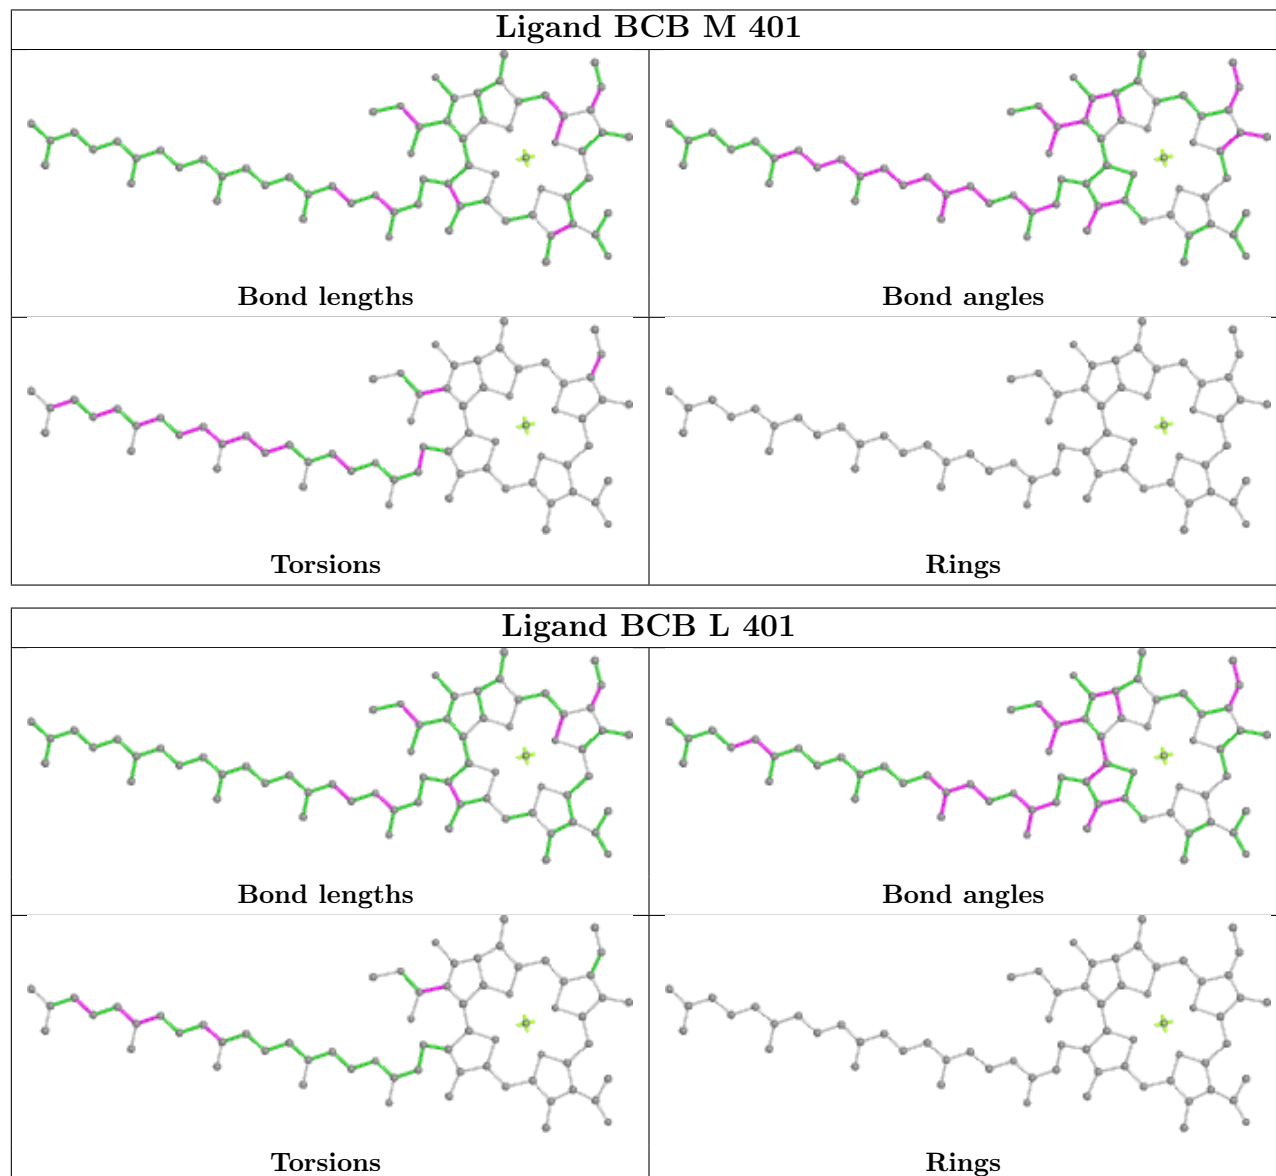 Ligand BCB M 401
Bond lengths
Bond angles
Torsions
Rings
Ligand BCB L 401
Bond lengths
Bond angles
Torsions
Rings